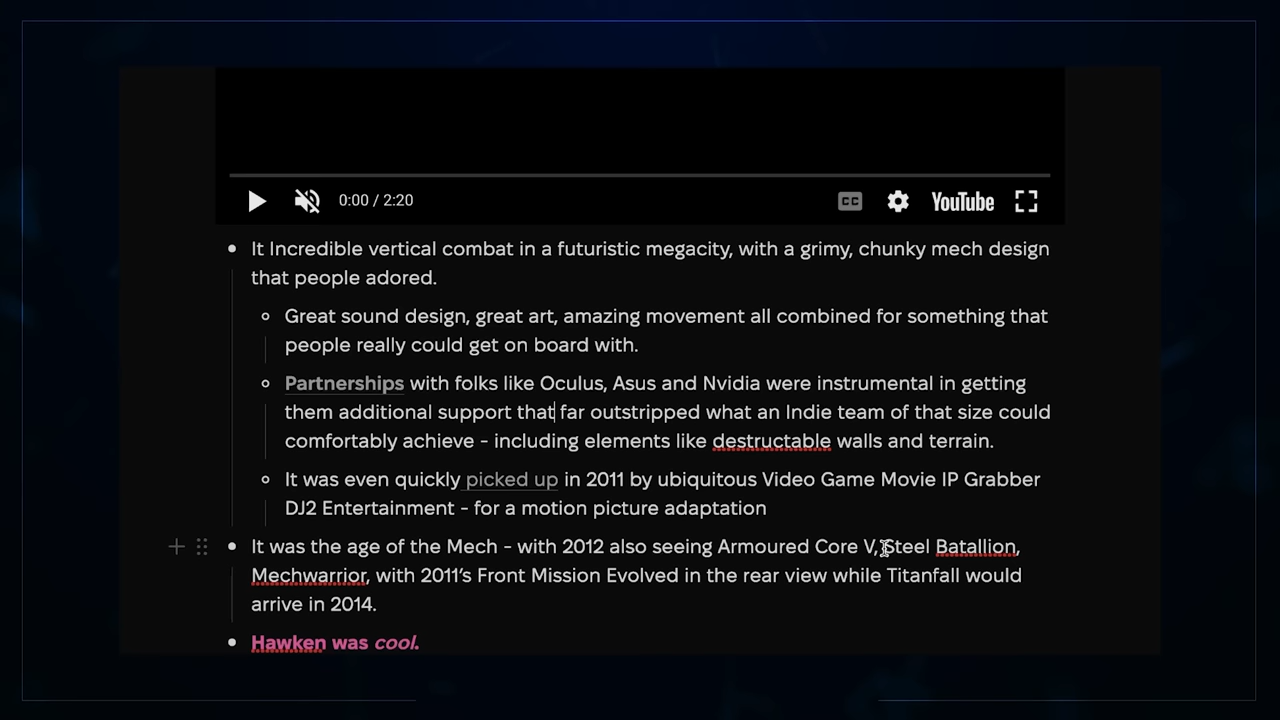 0:00 / 2:20
CC
YouTube
It Incredible vertical combat in a futuristic megacity, with a grimy, chunky mech design
that people adored.
Great sound design, great art, amazing movement all combined for something that
people really could get on board with.
Partnerships with folks like Oculus, Asus and Nvidia were instrumental in getting
them additional support that far outstripped what an Indie team of that size could
comfortably achieve - including elements like destructable walls and terrain.
It was even quickly picked up in 2011 by ubiquitous Video Game Movie IP Grabber
DJ2 Entertainment - for a motion picture adaptation
It was the age of the Mech - with 2012 also seeing Armoured Core V, Steel Batallion,
Mechwarrior, with 2011's Front Mission Evolved in the rear view while Titanfall would
arrive in 2014.
Hawken was cool.